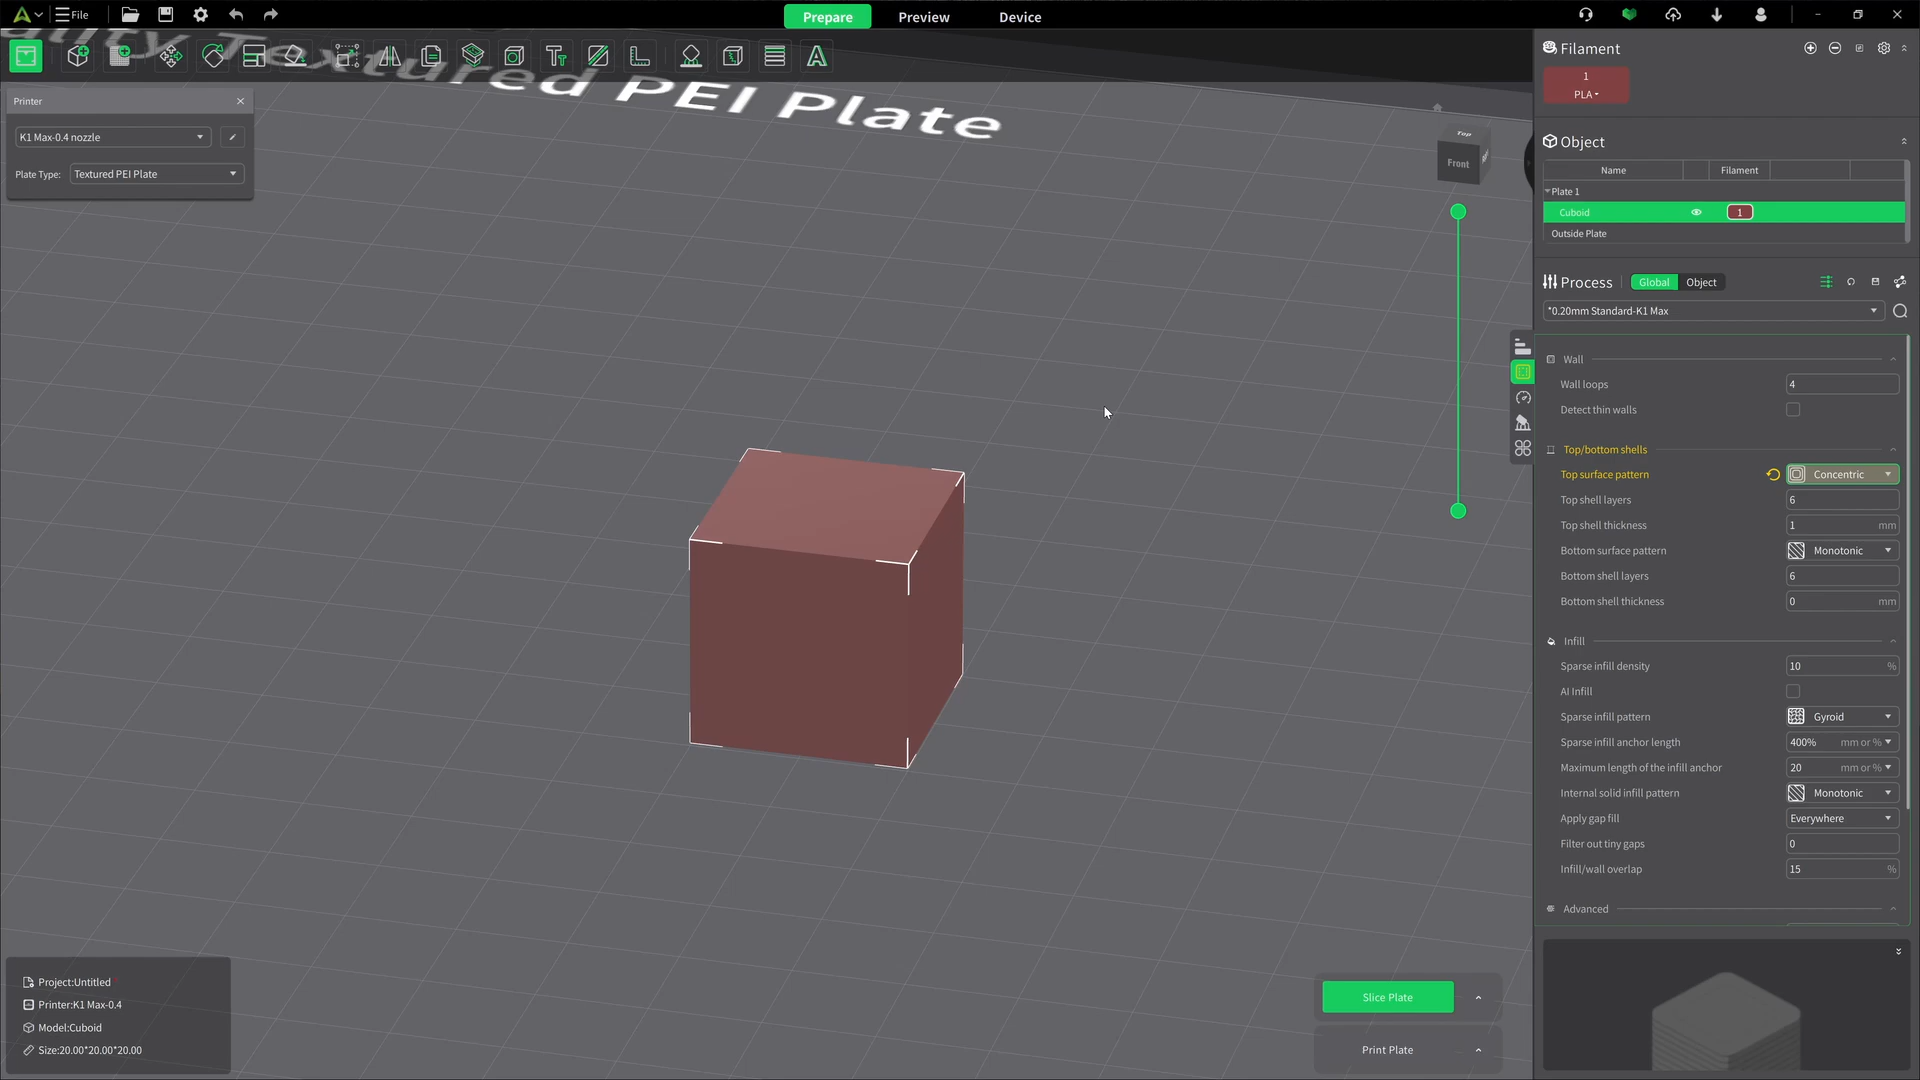 File
Prepare
Preview
Device
Textured PEI Plate
Printer
K1 Max-0.4 nozzle
Plate Type:
Textured PEI Plate
Top
Front
Project:Untitled
Printer:K1 Max-0.4
Model:Cuboid
Size:20.00*20.00*20.00
Slice Plate
Print Plate
Filament
1
PLA
Object
Name
Filament
Plate 1
Cuboid
1
Outside Plate
Process
Global
Object
*0.20mm Standard-K1 Max
Wall
Wall loops
4
Detect thin walls
Top/bottom shells
Top surface pattern
Concentric
Top shell layers
6
Top shell thickness
1 mm
Bottom surface pattern
Monotonic
Bottom shell layers
6
Bottom shell thickness
0 mm
Infill
Sparse infill density
10 %
AI Infill
Sparse infill pattern
Gyroid
Sparse infill anchor length
400% mm or %
Maximum length of the infill anchor
20 mm or %
Internal solid infill pattern
Monotonic
Apply gap fill
Everywhere
Filter out tiny gaps
0
Infill/wall overlap
15 %
Advanced